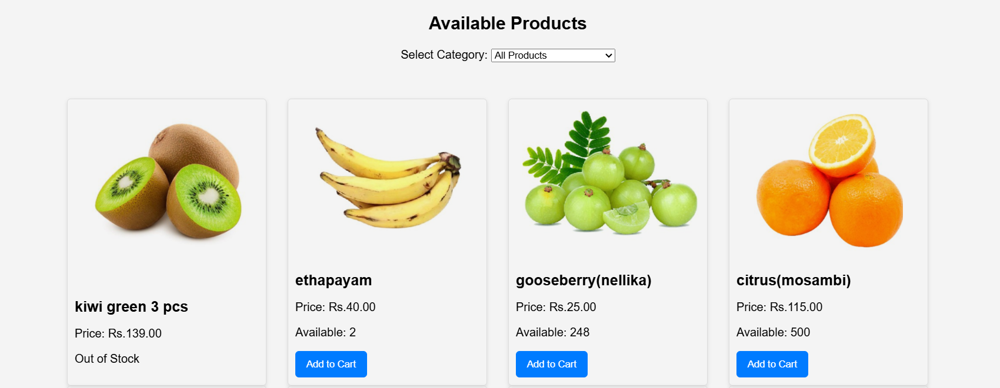 Available Products
Select Category: All Products
kiwi green 3 pcs
Price: Rs.139.00
Out of Stock
ethapayam
Price: Rs.40.00
Available: 2
Add to Cart
gooseberry(nellika)
Price: Rs.25.00
Available: 248
Add to Cart
citrus(mosambi)
Price: Rs.115.00
Available: 500
Add to Cart